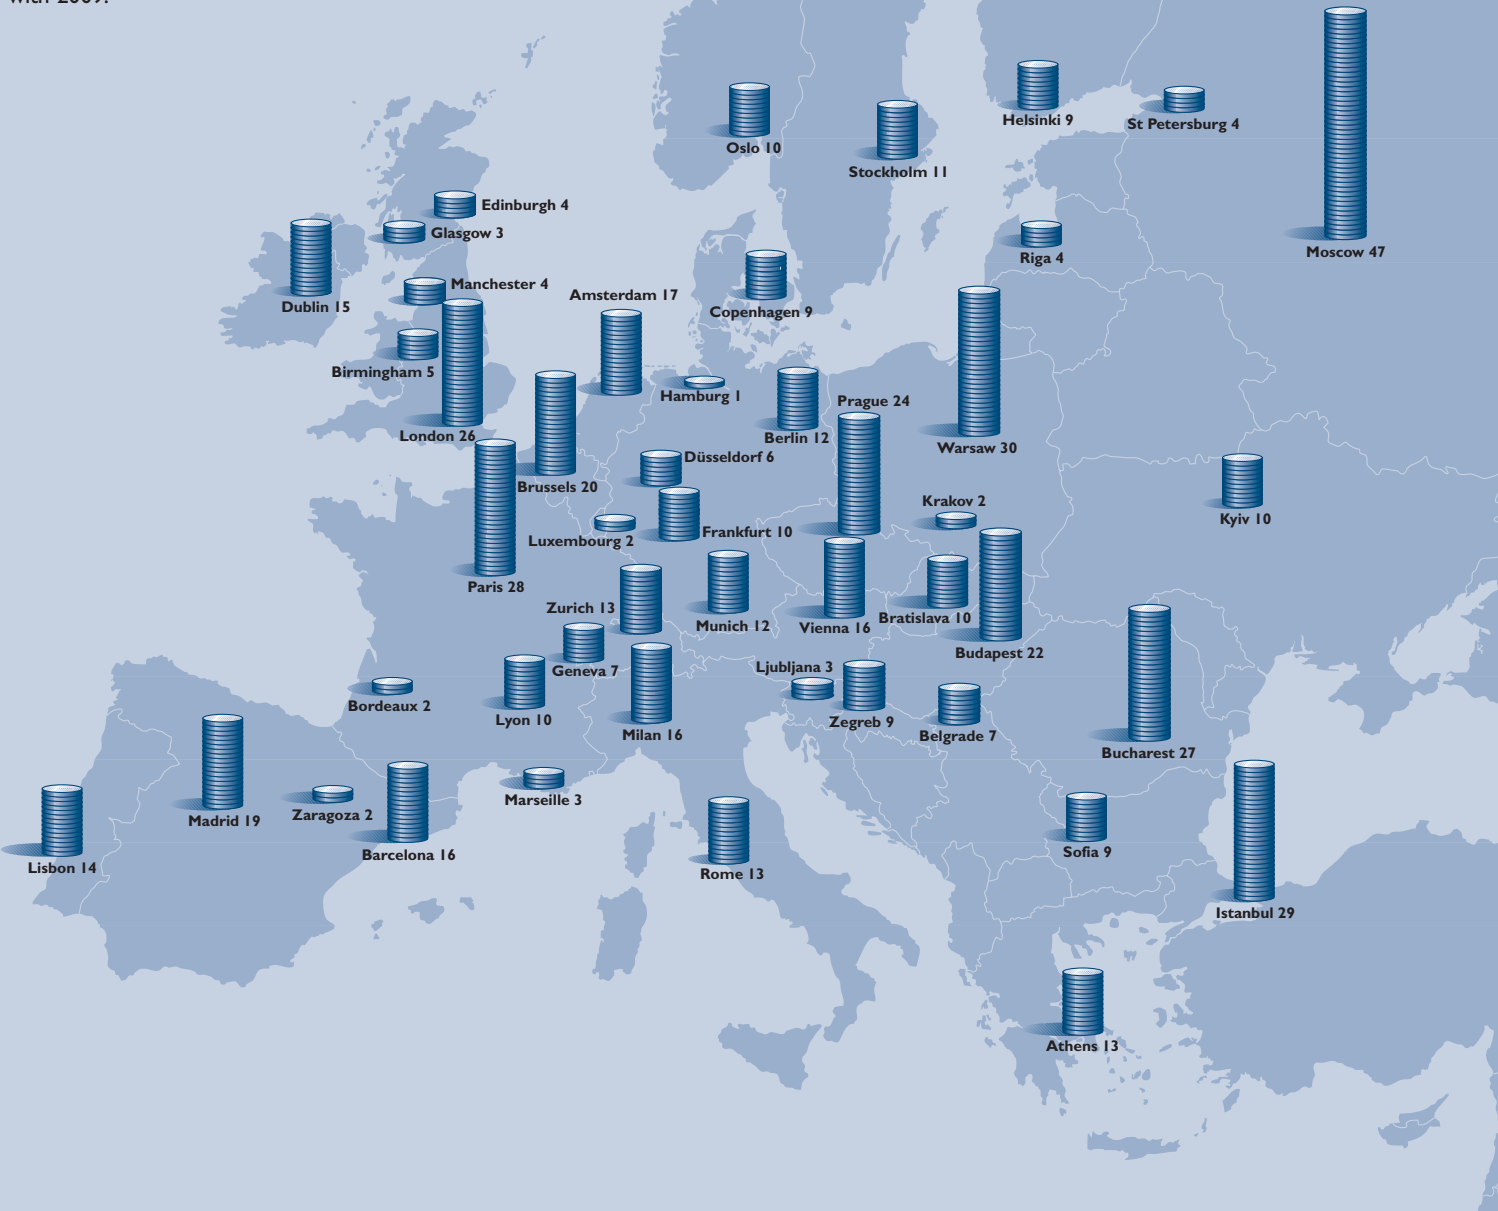 with 2009.
Oslo 10
Stockholm 11
Helsinki 9
St Petersburg 4
Moscow 47
Edinburgh 4
Glasgow 3
Dublin 15
Manchester 4
Birmingham 5
London 26
Amsterdam 17
Copenhagen 9
Riga 4
Hamburg 1
Berlin 12
Prague 24
Warsaw 30
Brussels 20
Düsseldorf 6
Frankfurt 10
Luxembourg 2
Krakov 2
Kyiv 10
Paris 28
Zurich 13
Munich 12
Vienna 16
Bratislava 10
Budapest 22
Geneva 7
Ljubljana 3
Bordeaux 2
Lyon 10
Milan 16
Zegreb 9
Belgrade 7
Bucharest 27
Marseille 3
Madrid 19
Zaragoza 2
Barcelona 16
Lisbon 14
Rome 13
Sofia 9
Istanbul 29
Athens 13